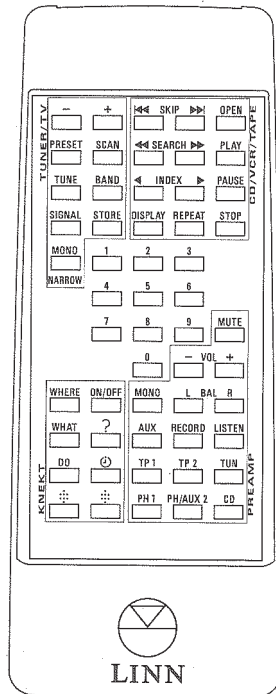 − + SKIP OPEN
PRESET SCAN SEARCH PLAY
TUNE BAND INDEX PAUSE
SIGNAL STORE DISPLAY REPEAT STOP
TUNER/TV
CD/VCR/TAPE
MONO 1 2 3
NARROW
4 5 6
7 8 9 MUTE
0 − VOL +
WHERE ON/OFF MONO L BAL R
WHAT ? AUX RECORD LISTEN
DO TP 1 TP 2 TUN
PH 1 PH/AUX 2 CD
KNEKT
PREAMP
LINN